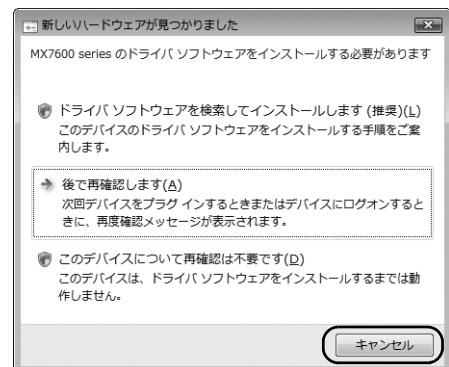 新しいハードウェアが見つかりました
MX7600 series のドライバ ソフトウェアをインストールする必要があります
ドライバ ソフトウェアを検索してインストールします (推奨)(L)
このデバイスのドライバ ソフトウェアをインストールする手順をご案
内します。
後で再確認します(A)
次回デバイスをプラグ インするときまたはデバイスにログオンすると
きに、再度確認メッセージが表示されます。
このデバイスについて再確認は不要です(D)
このデバイスは、ドライバ ソフトウェアをインストールするまでは動
作しません。
キャンセル